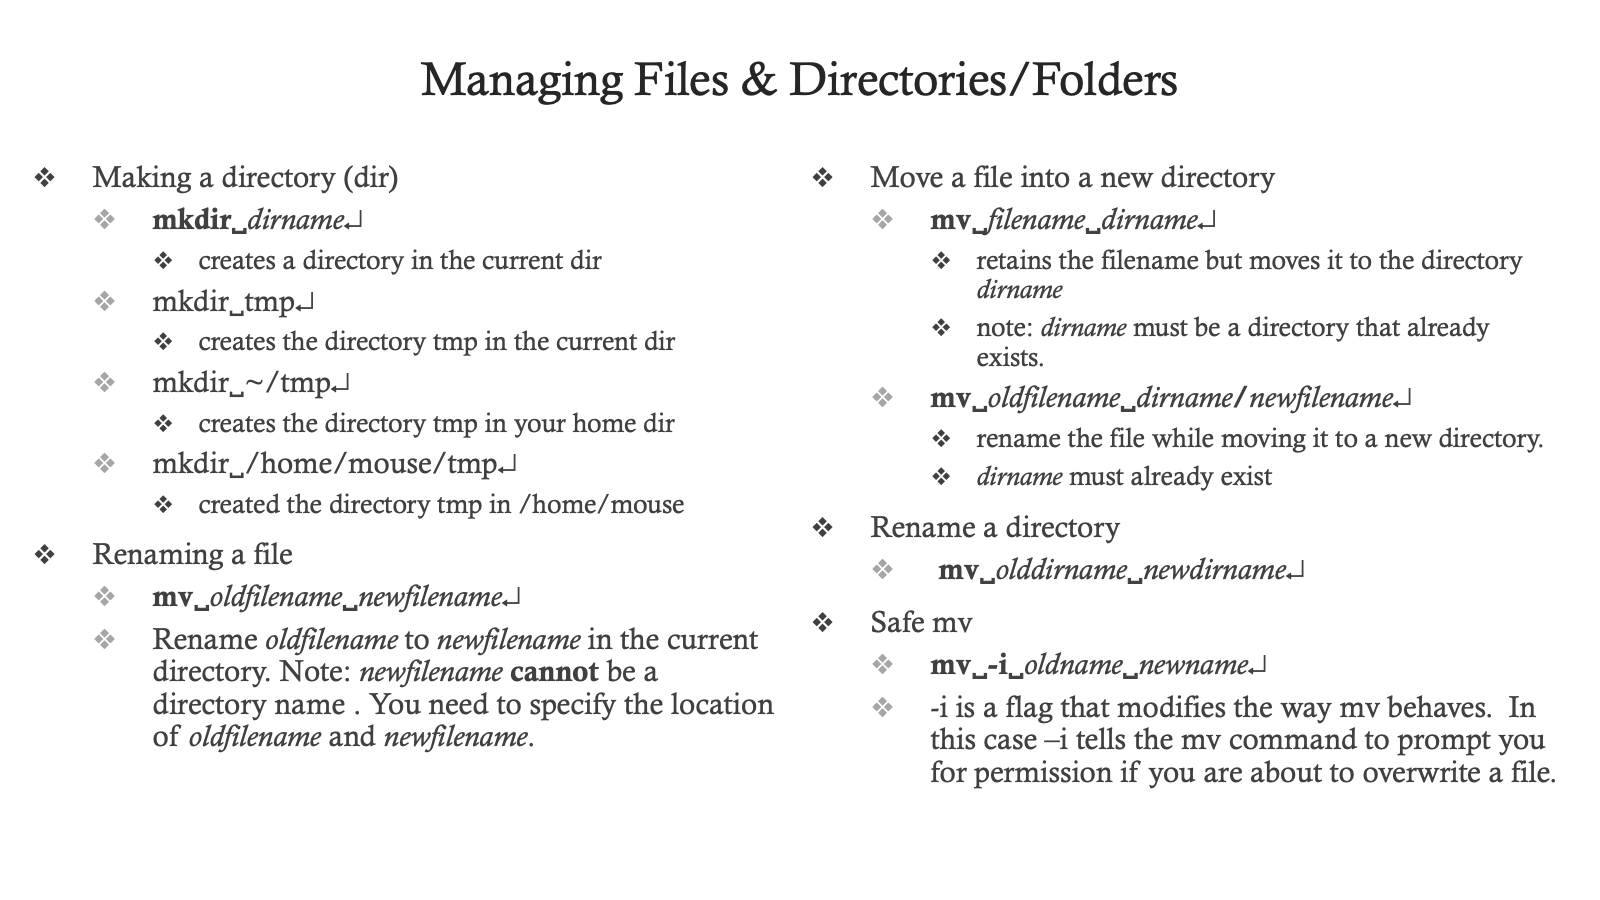 Managing Files & Directories/Folders
❖ Making a directory (dir)
❖ mkdir␣dirname↵
❖ creates a directory in the current dir
❖ mkdir␣tmp↵
❖ creates the directory tmp in the current dir
❖ mkdir␣~/tmp↵
❖ creates the directory tmp in your home dir
❖ mkdir␣/home/mouse/tmp↵
❖ created the directory tmp in /home/mouse
❖ Renaming a file
❖ mv␣oldfilename␣newfilename↵
❖ Rename oldfilename to newfilename in the current
directory. Note: newfilename cannot be a
directory name . You need to specify the location
of oldfilename and newfilename.
❖ Move a file into a new directory
❖ mv␣filename␣dirname↵
❖ retains the filename but moves it to the directory
dirname
❖ note: dirname must be a directory that already
exists.
❖ mv␣oldfilename␣dirname/newfilename↵
❖ rename the file while moving it to a new directory.
❖ dirname must already exist
❖ Rename a directory
❖ mv␣olddirname␣newdirname↵
❖ Safe mv
❖ mv␣-i␣oldname␣newname↵
❖ -i is a flag that modifies the way mv behaves.  In
this case –i tells the mv command to prompt you
for permission if you are about to overwrite a file.